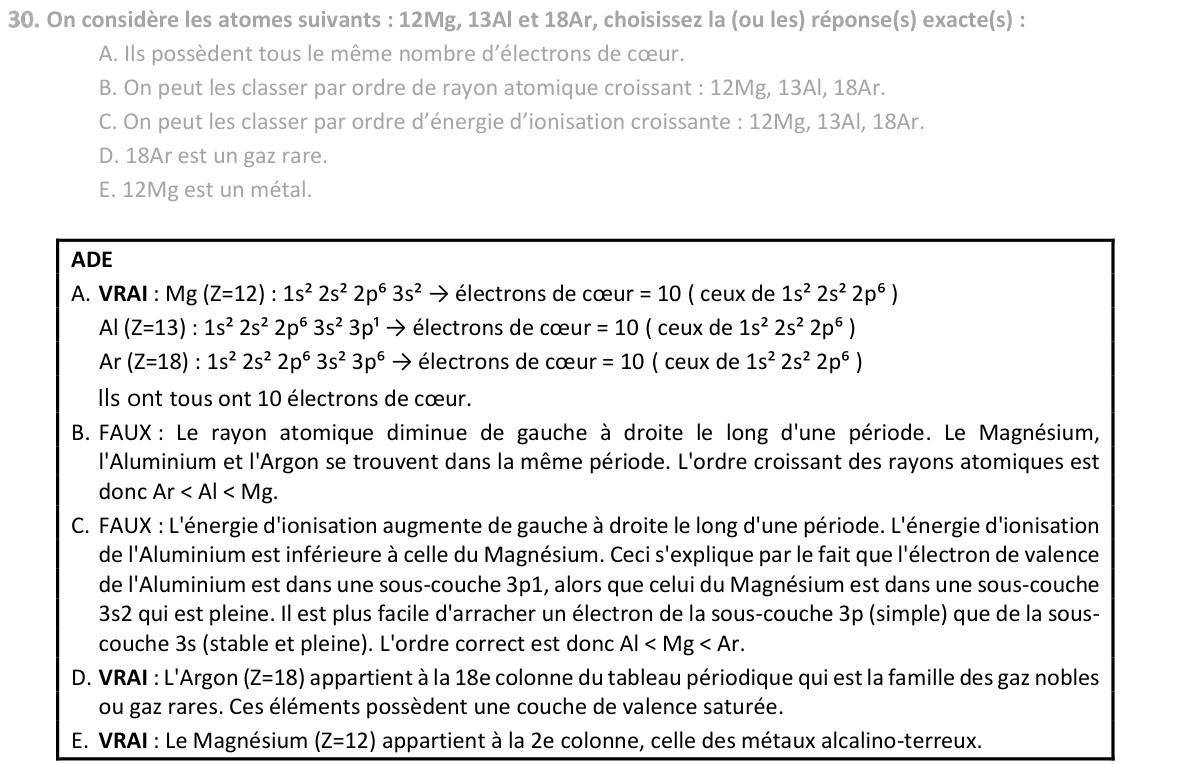 30. On considère les atomes suivants : 12Mg, 13Al et 18Ar, choisissez la (ou les) réponse(s) exacte(s) :
A. Ils possèdent tous le même nombre d’électrons de cœur.
B. On peut les classer par ordre de rayon atomique croissant : 12Mg, 13Al, 18Ar.
C. On peut les classer par ordre d’énergie d’ionisation croissante : 12Mg, 13Al, 18Ar.
D. 18Ar est un gaz rare.
E. 12Mg est un métal.
ADE
A. VRAI : Mg (Z=12) : 1s² 2s² 2p⁶ 3s² → électrons de cœur = 10 ( ceux de 1s² 2s² 2p⁶ )
Al (Z=13) : 1s² 2s² 2p⁶ 3s² 3p¹ → électrons de cœur = 10 ( ceux de 1s² 2s² 2p⁶ )
Ar (Z=18) : 1s² 2s² 2p⁶ 3s² 3p⁶ → électrons de cœur = 10 ( ceux de 1s² 2s² 2p⁶ )
Ils ont tous ont 10 électrons de cœur.
B. FAUX : Le rayon atomique diminue de gauche à droite le long d'une période. Le Magnésium,
l'Aluminium et l'Argon se trouvent dans la même période. L'ordre croissant des rayons atomiques est
donc Ar < Al < Mg.
C. FAUX : L'énergie d'ionisation augmente de gauche à droite le long d'une période. L'énergie d'ionisation
de l'Aluminium est inférieure à celle du Magnésium. Ceci s'explique par le fait que l'électron de valence
de l'Aluminium est dans une sous-couche 3p1, alors que celui du Magnésium est dans une sous-couche
3s2 qui est pleine. Il est plus facile d'arracher un électron de la sous-couche 3p (simple) que de la sous-
couche 3s (stable et pleine). L'ordre correct est donc Al < Mg < Ar.
D. VRAI : L'Argon (Z=18) appartient à la 18e colonne du tableau périodique qui est la famille des gaz nobles
ou gaz rares. Ces éléments possèdent une couche de valence saturée.
E. VRAI : Le Magnésium (Z=12) appartient à la 2e colonne, celle des métaux alcalino-terreux.